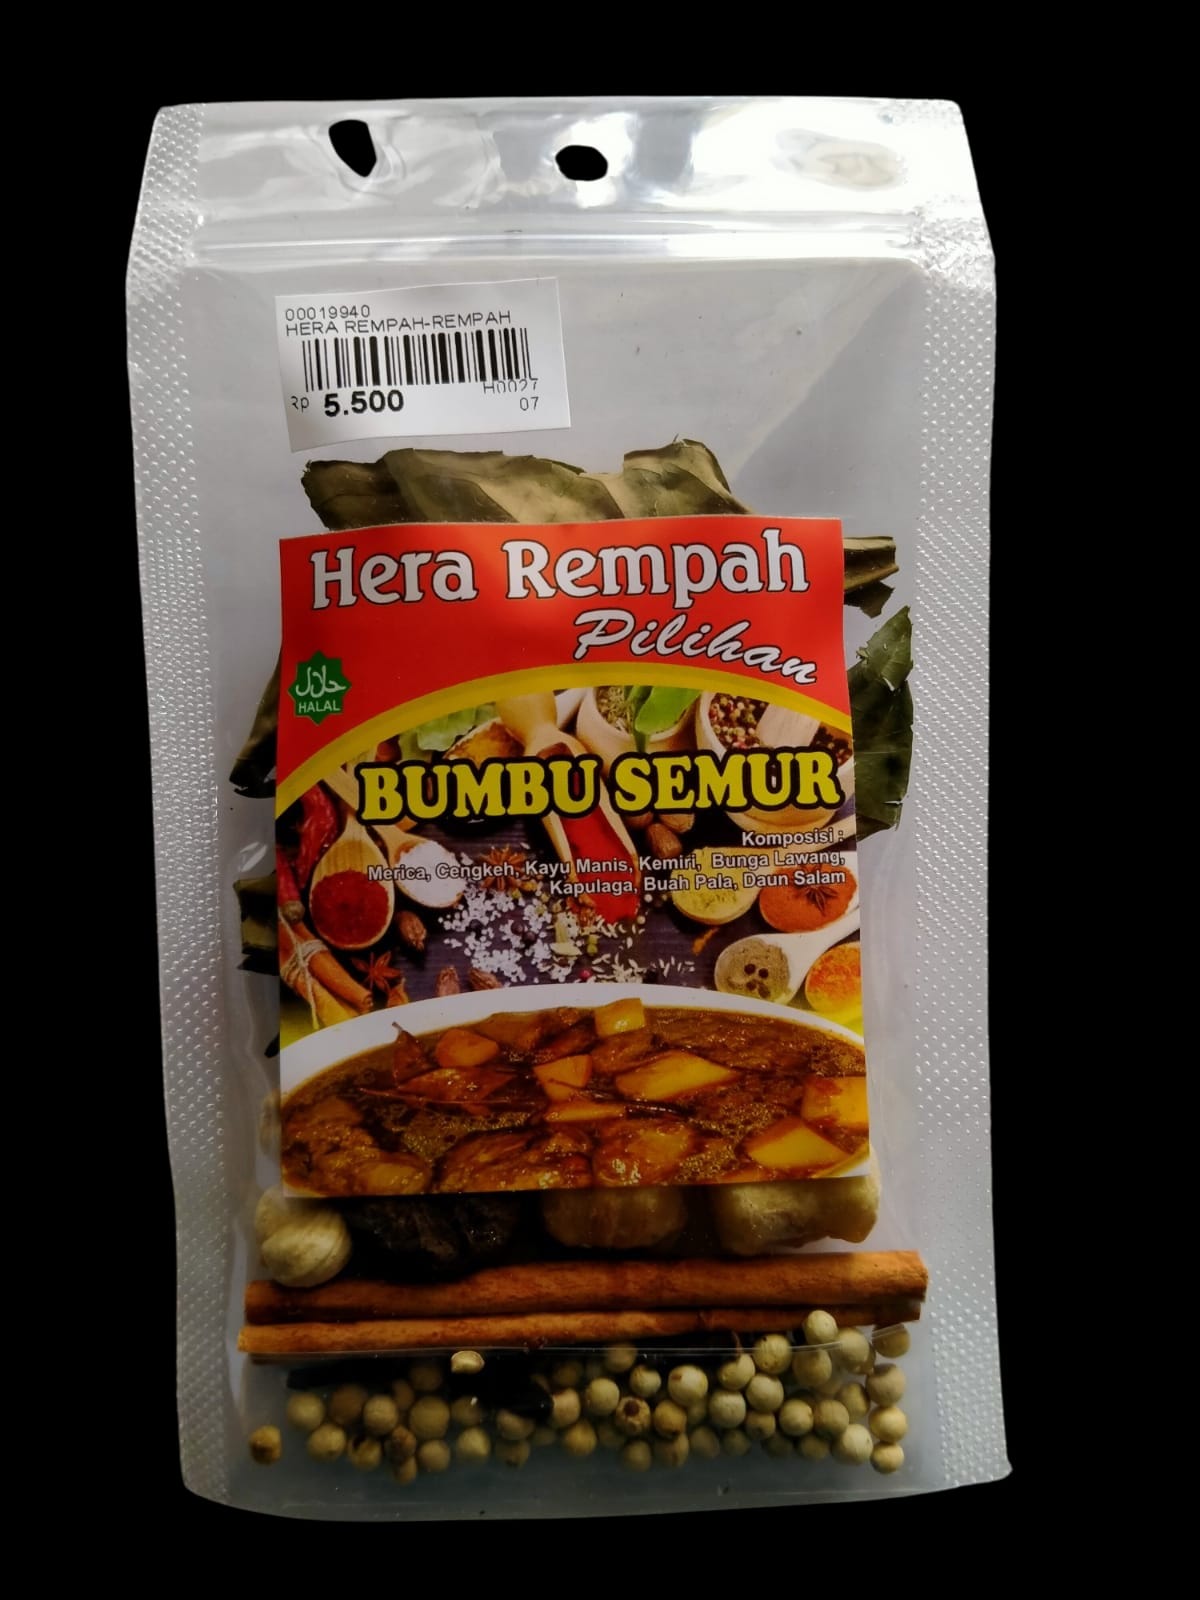 00019940
HERA REMPAH-REMPAH
H0027
Rp 5.500
07
Hera Rempah
Pilihan
حلال
HALAL
BUMBU SEMUR
Komposisi :
Merica, Cengkeh, Kayu Manis, Kemiri, Bunga Lawang,
Kapulaga, Buah Pala, Daun Salam